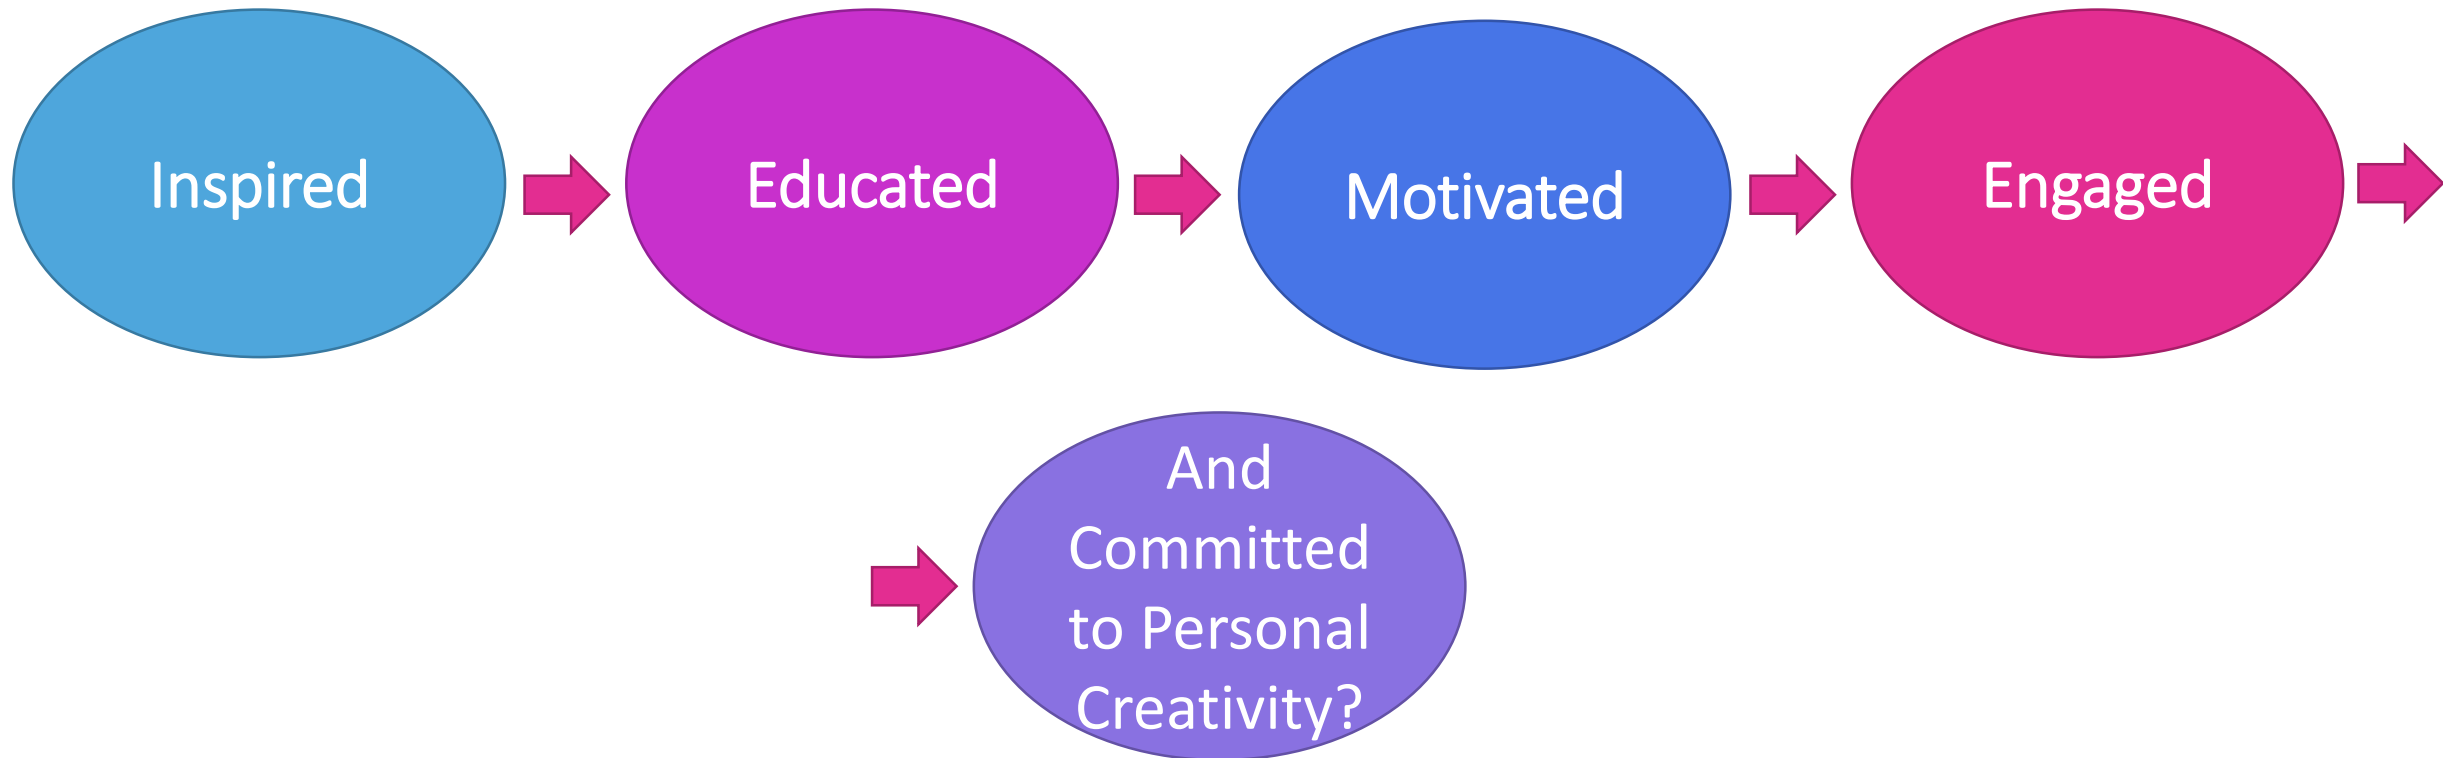 Inspired
Educated
Motivated
Engaged
And
Committed
to Personal
Creativity?